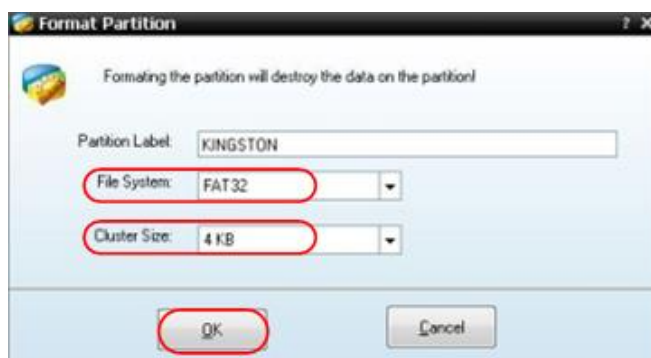 Format Partition ? X
Formating the partition will destroy the data on the partition!
Partition Label: KINGSTON
File System: FAT32
Cluster Size: 4 KB
OK Cancel